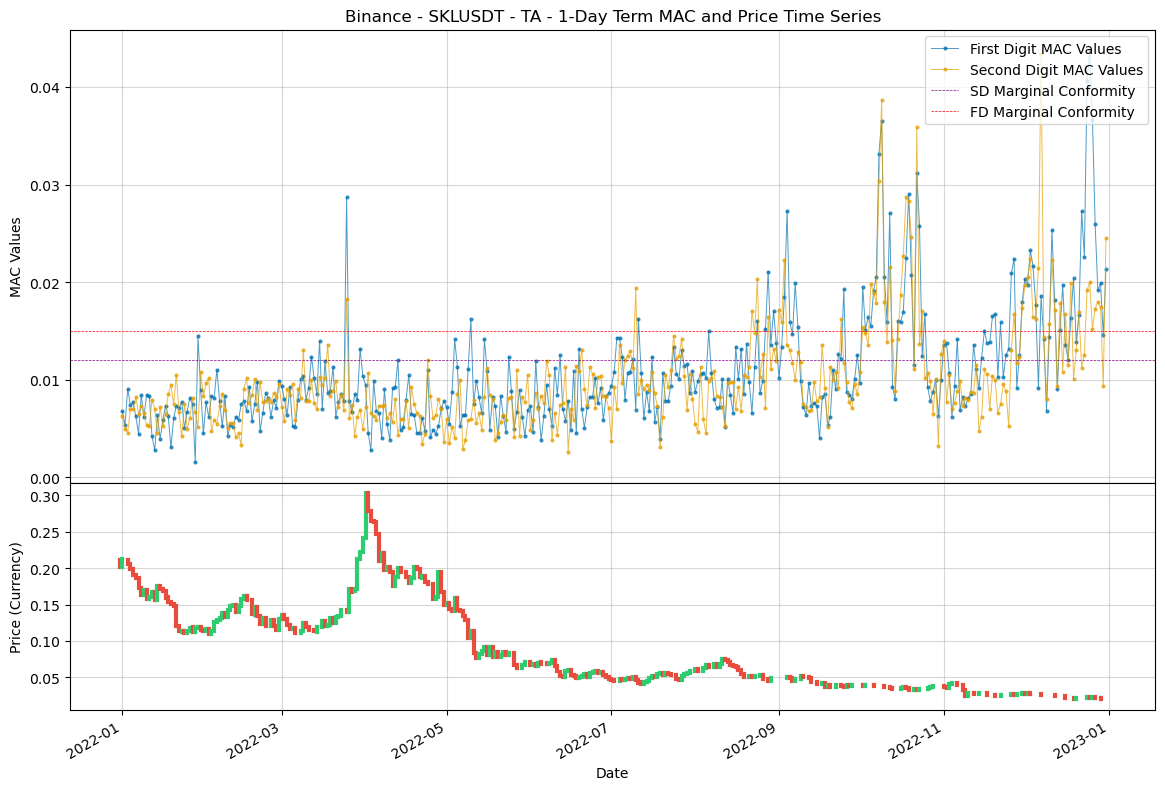 Binance - SKLUSDT - TA - 1-Day Term MAC and Price Time Series
First Digit MAC Values
Second Digit MAC Values
SD Marginal Conformity
FD Marginal Conformity
MAC Values
0.04
0.03
0.02
0.01
0.00
Price (Currency)
0.30
0.25
0.20
0.15
0.10
0.05
2022-01
2022-03
2022-05
2022-07
2022-09
2022-11
2023-01
Date